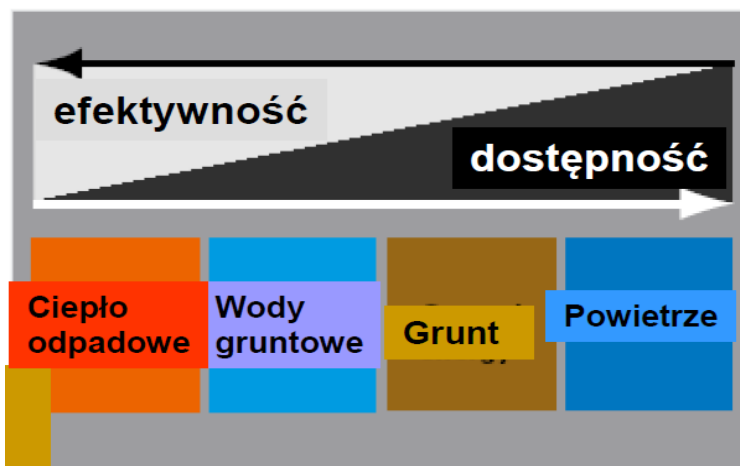 efektywność
dostępność
Ciepło
odpadowe
Wody
gruntowe
Grunt
Powietrze